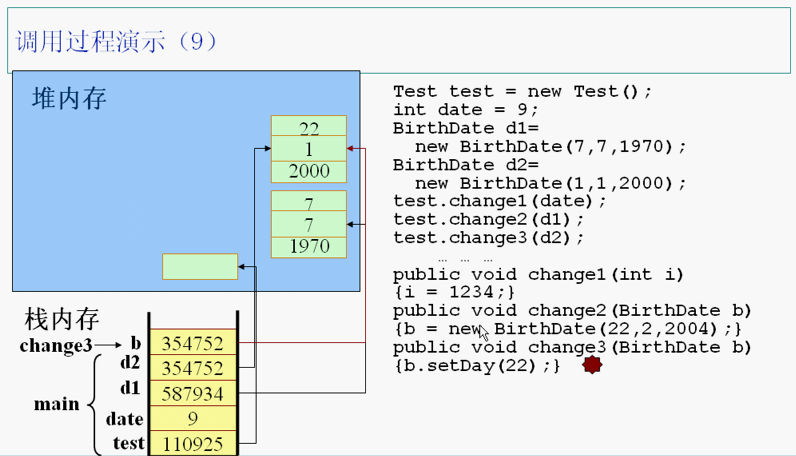 调用过程演示（9）
堆内存
22
1
2000
7
7
1970
栈内存
change3
b
354752
d2
354752
d1
587934
main
date
9
test
110925
Test test = new Test();
int date = 9;
BirthDate d1=
new BirthDate(7,7,1970);
BirthDate d2=
new BirthDate(1,1,2000);
test.change1(date);
test.change2(d1);
test.change3(d2);
… … …
public void change1(int i)
{i = 1234;}
public void change2(BirthDate b)
{b = new BirthDate(22,2,2004);}
public void change3(BirthDate b)
{b.setDay(22);}